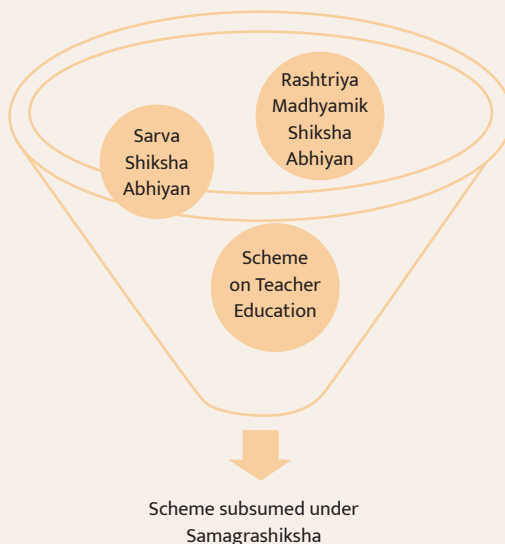 Rashtriya
Madhyamik
Shiksha
Abhiyan
Sarva
Shiksha
Abhiyan
Scheme
on Teacher
Education
Scheme subsumed under
Samagrashiksha